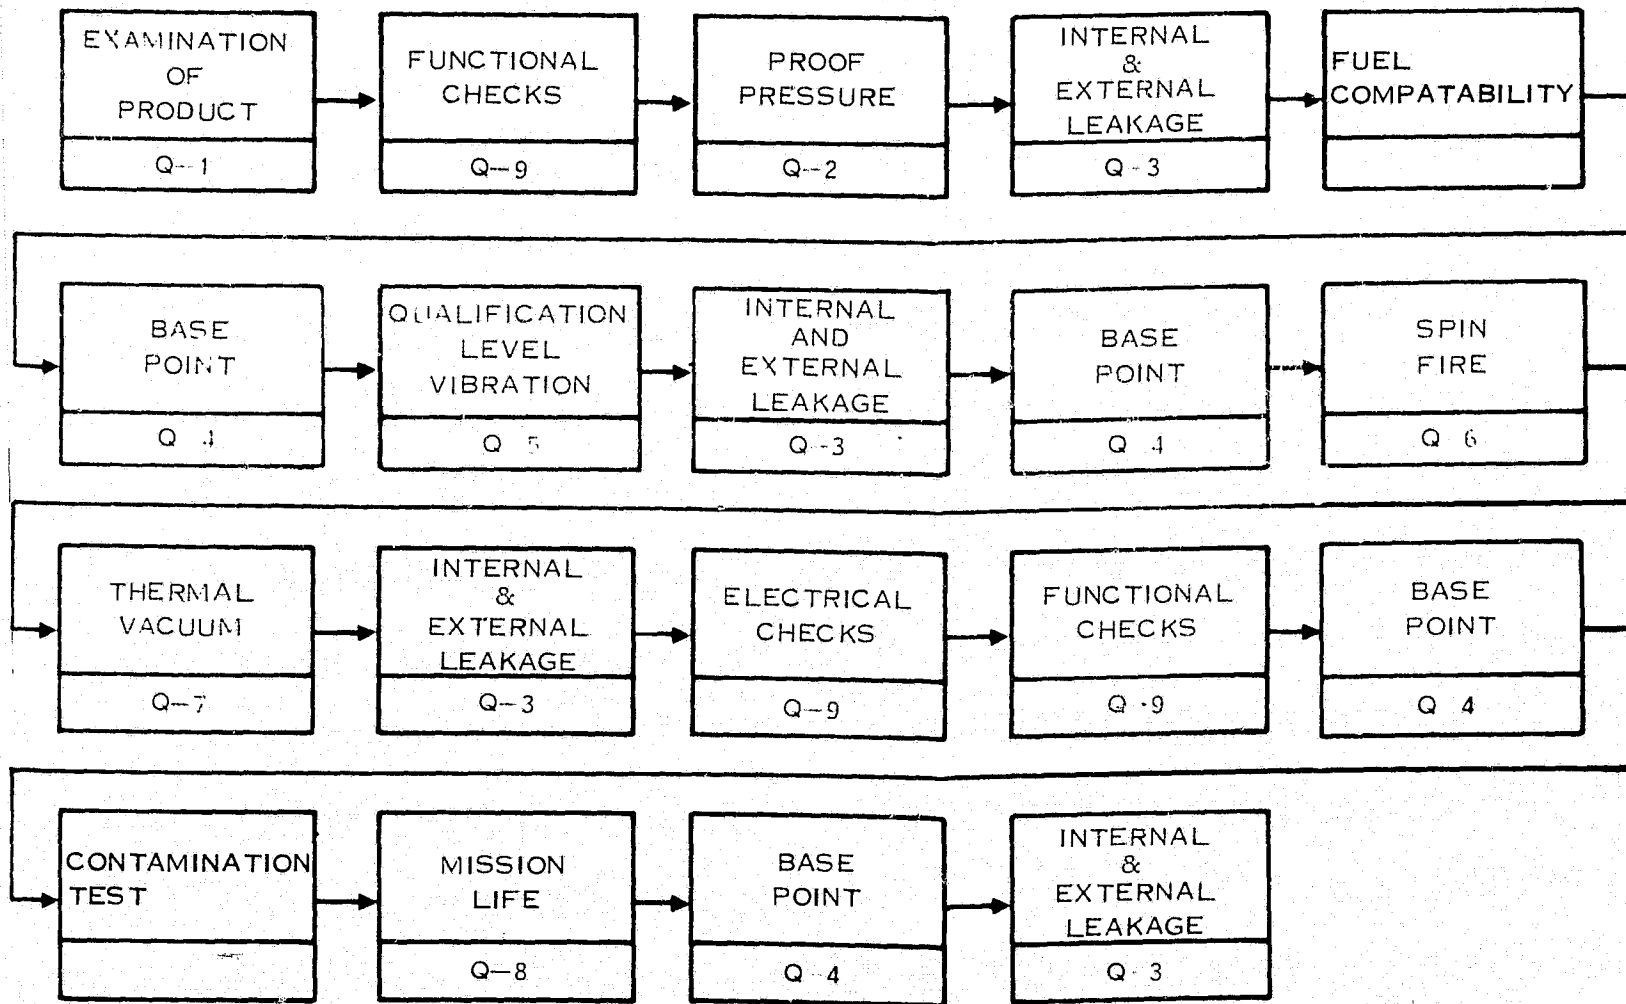 EXAMINATION
OF
PRODUCT
Q-1
FUNCTIONAL
CHECKS
Q-9
PROOF
PRESSURE
Q-2
INTERNAL
&
EXTERNAL
LEAKAGE
Q-3
FUEL
COMPATABILITY
BASE
POINT
Q 4
QUALIFICATION
LEVEL
VIBRATION
Q 5
INTERNAL
AND
EXTERNAL
LEAKAGE
Q-3
BASE
POINT
Q 4
SPIN
FIRE
Q 6
THERMAL
VACUUM
Q-7
INTERNAL
&
EXTERNAL
LEAKAGE
Q-3
ELECTRICAL
CHECKS
Q-9
FUNCTIONAL
CHECKS
Q-9
BASE
POINT
Q 4
CONTAMINATION
TEST
MISSION
LIFE
Q-8
BASE
POINT
Q 4
INTERNAL
&
EXTERNAL
LEAKAGE
Q-3